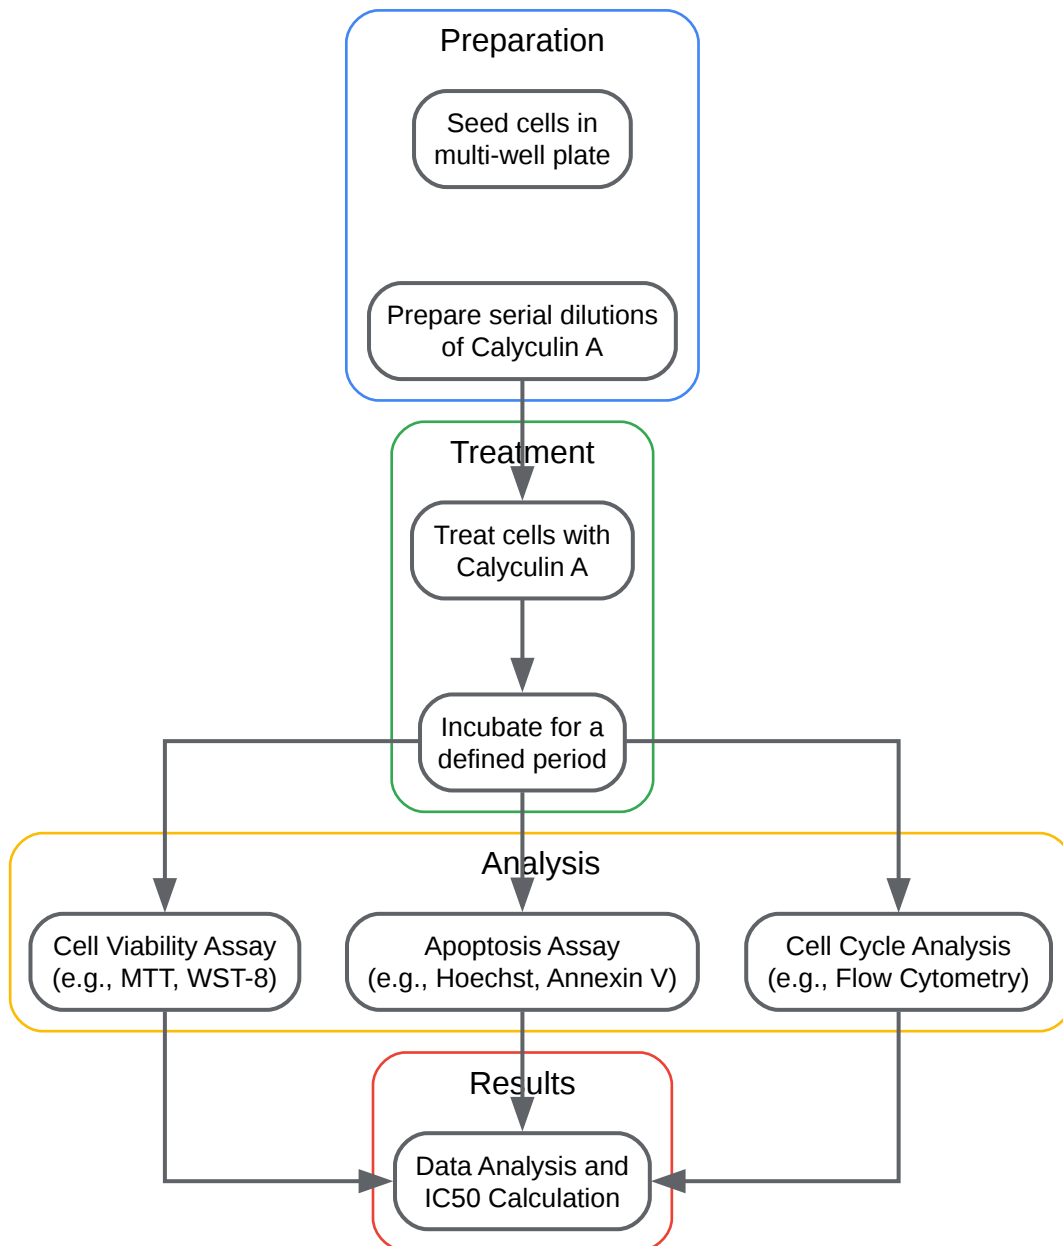 Preparation
Seed cells in
multi-well plate
Prepare serial dilutions
of Calyculin A
Treatment
Treat cells with
Calyculin A
Incubate for a
defined period
Analysis
Cell Viability Assay
(e.g., MTT, WST-8)
Apoptosis Assay
(e.g., Hoechst, Annexin V)
Cell Cycle Analysis
(e.g., Flow Cytometry)
Results
Data Analysis and
IC50 Calculation